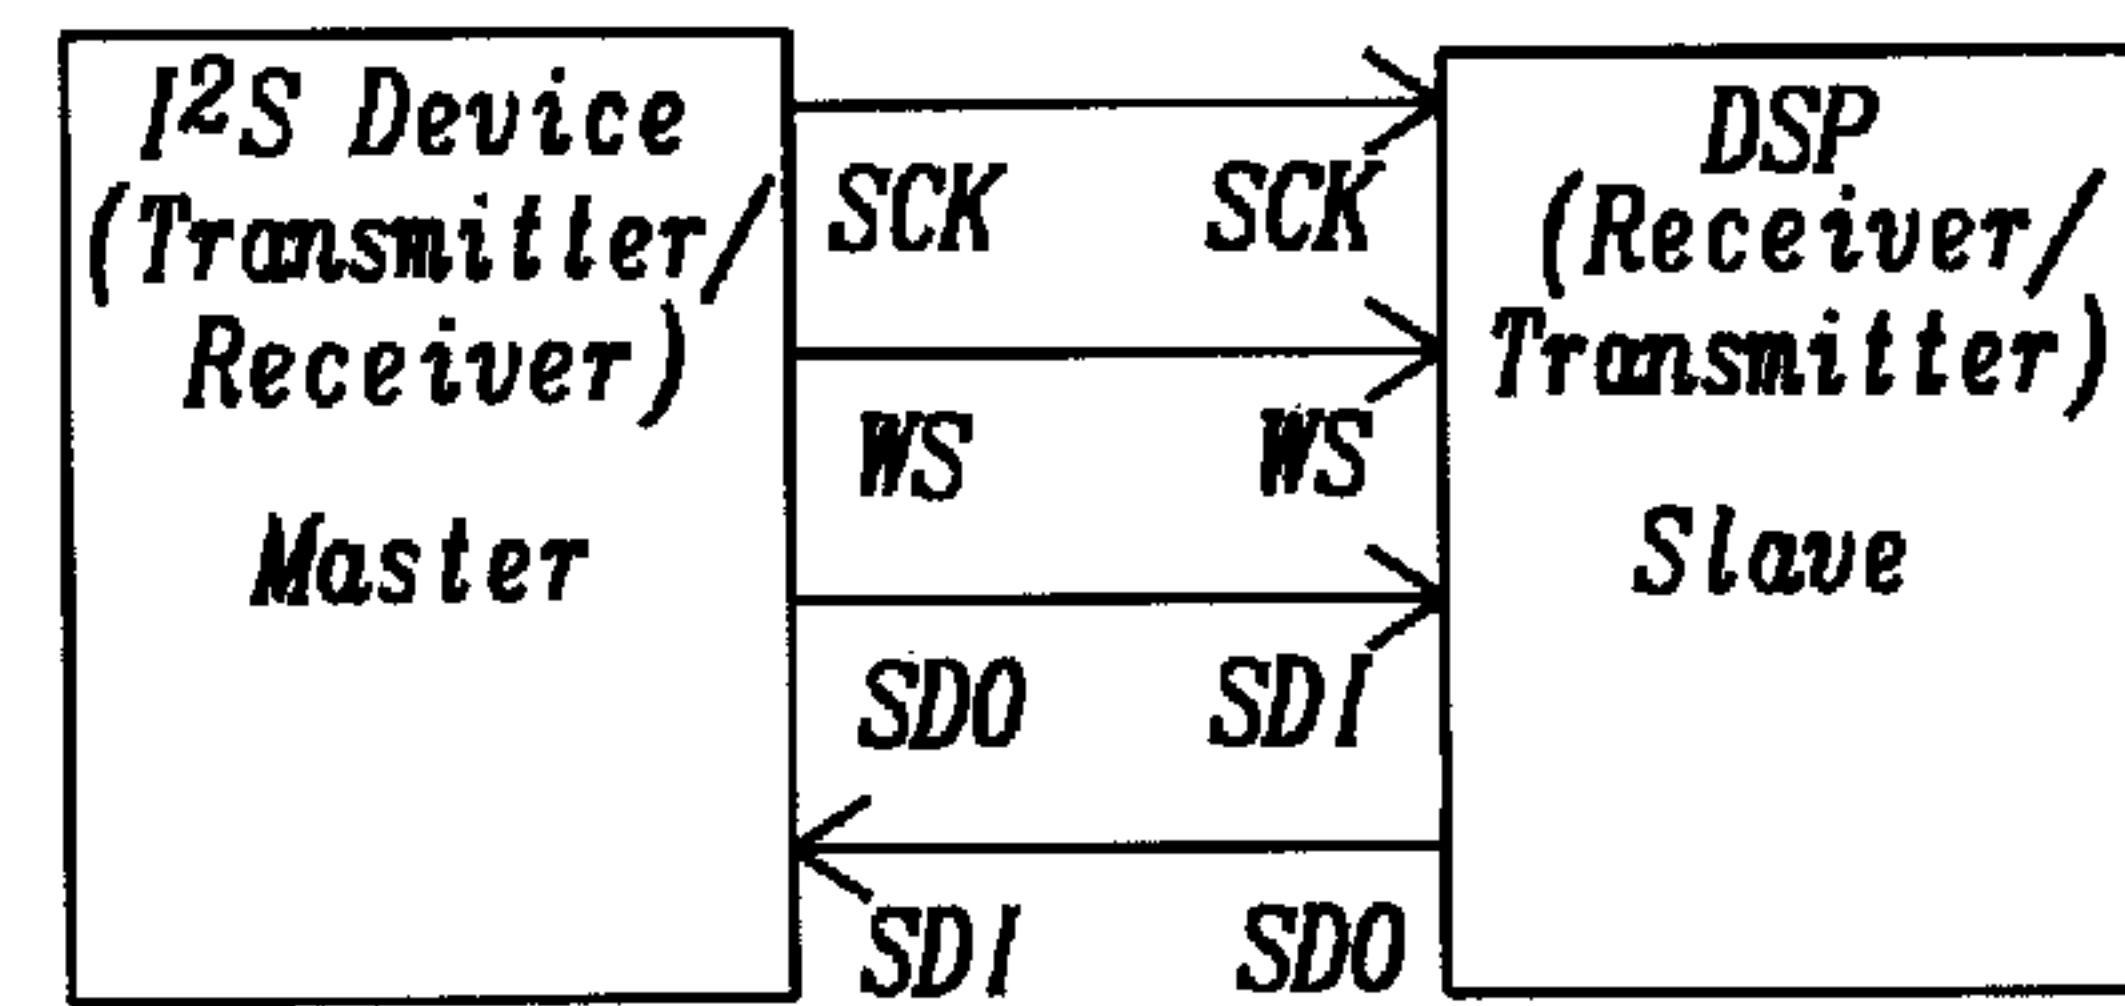 I²S Device
(Transmitter/
Receiver)
Master
SCK SCK
WS WS
SDO SDI
SDI SDO
DSP
(Receiver/
Transmitter)
Slave